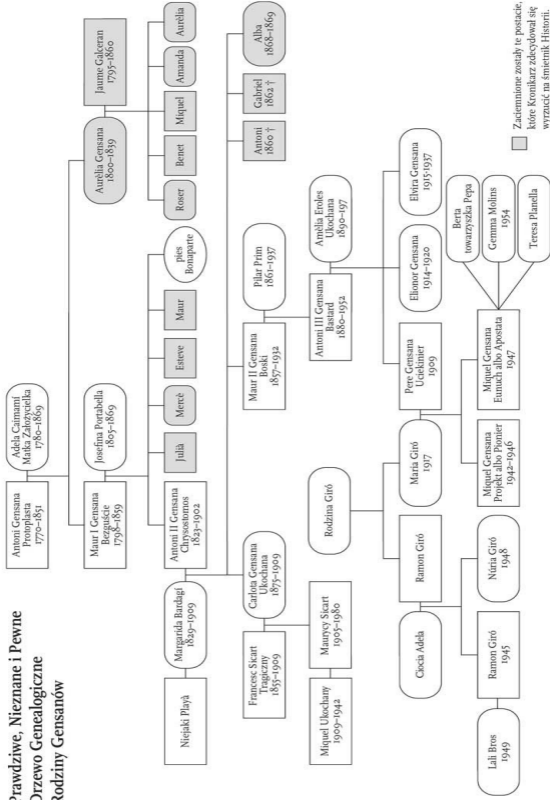 Prawdziwe, Nieznane i Pewne
Drzewo Genealogiczne
Rodziny Gensanów
Antoni Gensana
Protoplasta
1770–1851
Adela Cairnamí
Matka Założycielka
1780–1869
Maur I Gensana
Bezguście
1798–1859
Josefina Portabella
1805–1869
Aurèlia Gensana
1800–1859
Jaume Galceran
1795–1860
Niejaki Playà
Margarida Bardagí
1829–1909
Antoni II Gensana
Chrysostomos
1823–1902
Julià
Mercè
Esteve
Maur
pies
Bonaparte
Roser
Benet
Miquel
Amanda
Aurèlia
Francesc Sicart
Tragiczny
1855–1909
Carlota Gensana
Ukochana
1875–1909
Maur II Gensana
Boski
1857–1932
Pilar Prim
1861–1937
Antoni
1860 †
Gabriel
1862 †
Alba
1868–1869
Miquel Ukochany
1909–1942
Maurycy Sicart
1905–1980
Antoni III Gensana
Bastard
1880–1952
Amèlia Eroles
Ukochana
1890–197
Rodzina Giró
Ciocia Adela
Ramon Giró
Maria Giró
1917
Pere Gensana
Uciekinier
1909
Elionor Gensana
1914–1920
Elvira Gensana
1915–1937
Lali Bros
1949
Ramon Giró
1945
Núria Giró
1948
Miquel Gensana
Projekt albo Pionier
1942–1946
Miquel Gensana
Eunuch albo Apostata
1947
Berta
towarzyszka Pepa
Gemma Molins
1954
Teresa Planella
Zaciemnione zostały te postacie,
które Kronikarz zdecydował się
wyrzucić na śmietnik Historii.